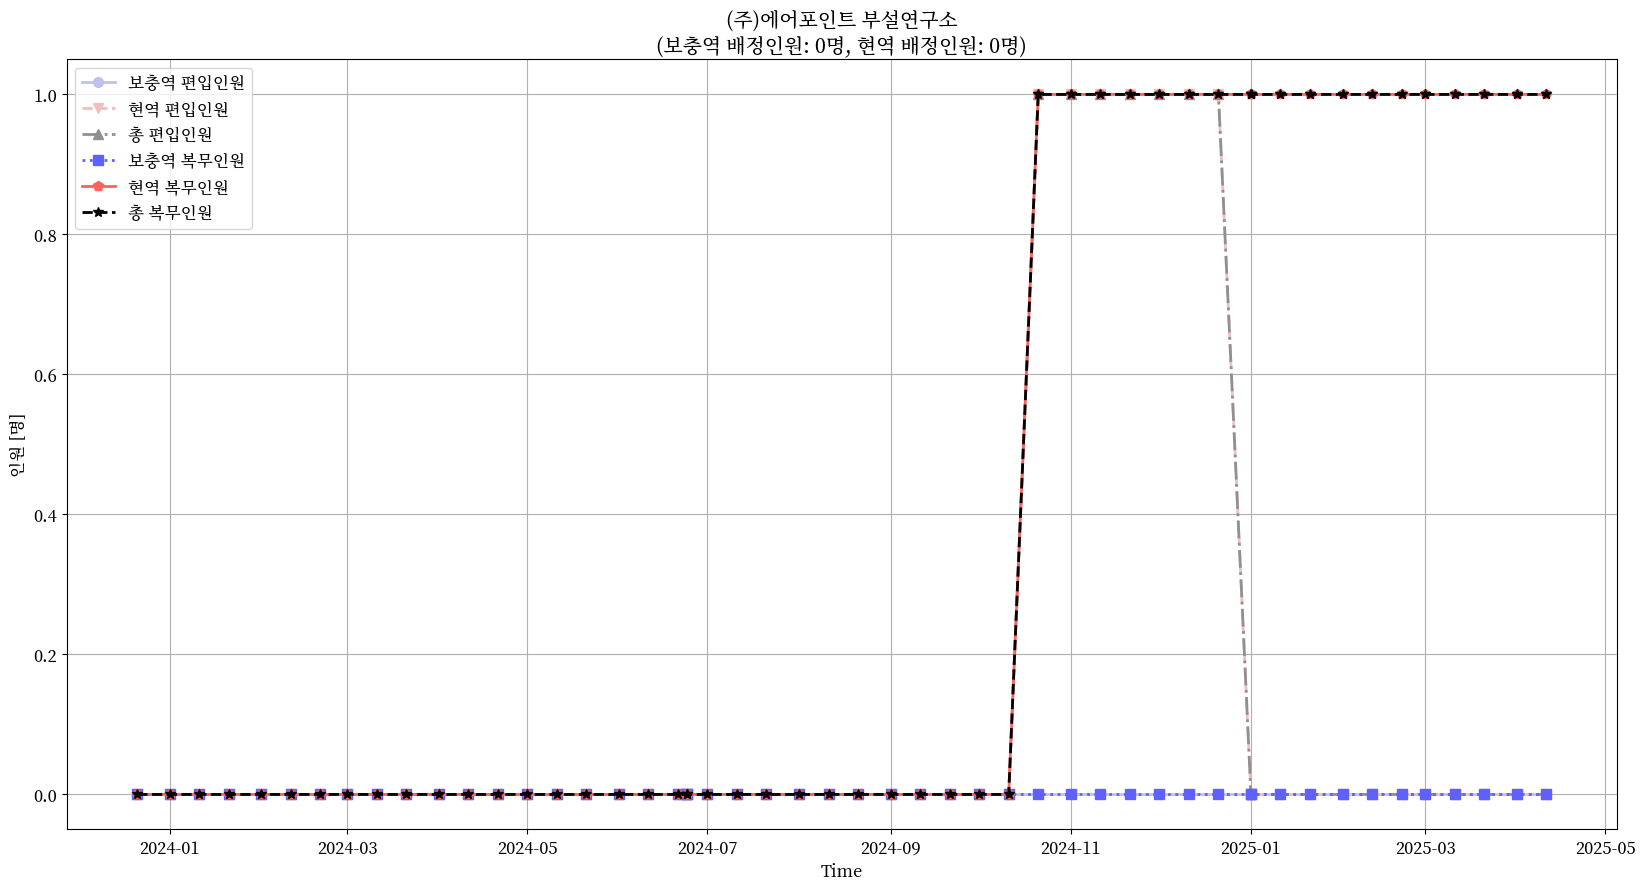 (주)에어포인트 부설연구소
(보충역 배정인원: 0명, 현역 배정인원: 0명)
보충역 편입인원
현역 편입인원
총 편입인원
보충역 복무인원
현역 복무인원
총 복무인원
인원 [명]
1.0
0.8
0.6
0.4
0.2
0.0
2024-01 2024-03 2024-05 2024-07 2024-09 2024-11 2025-01 2025-03 2025-05
Time